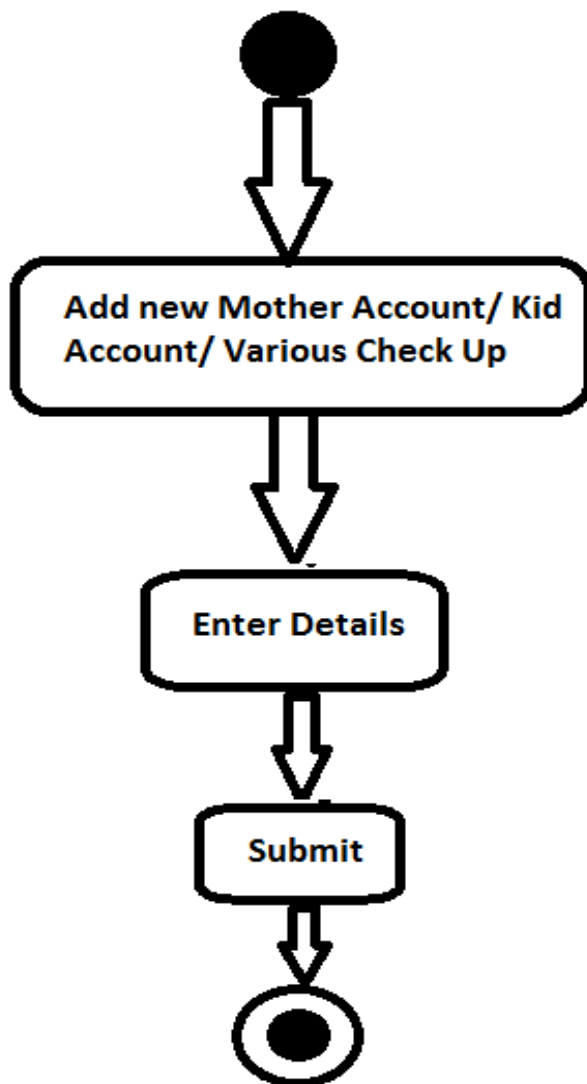 Add new Mother Account/ Kid
Account/ Various Check Up
Enter Details
Submit